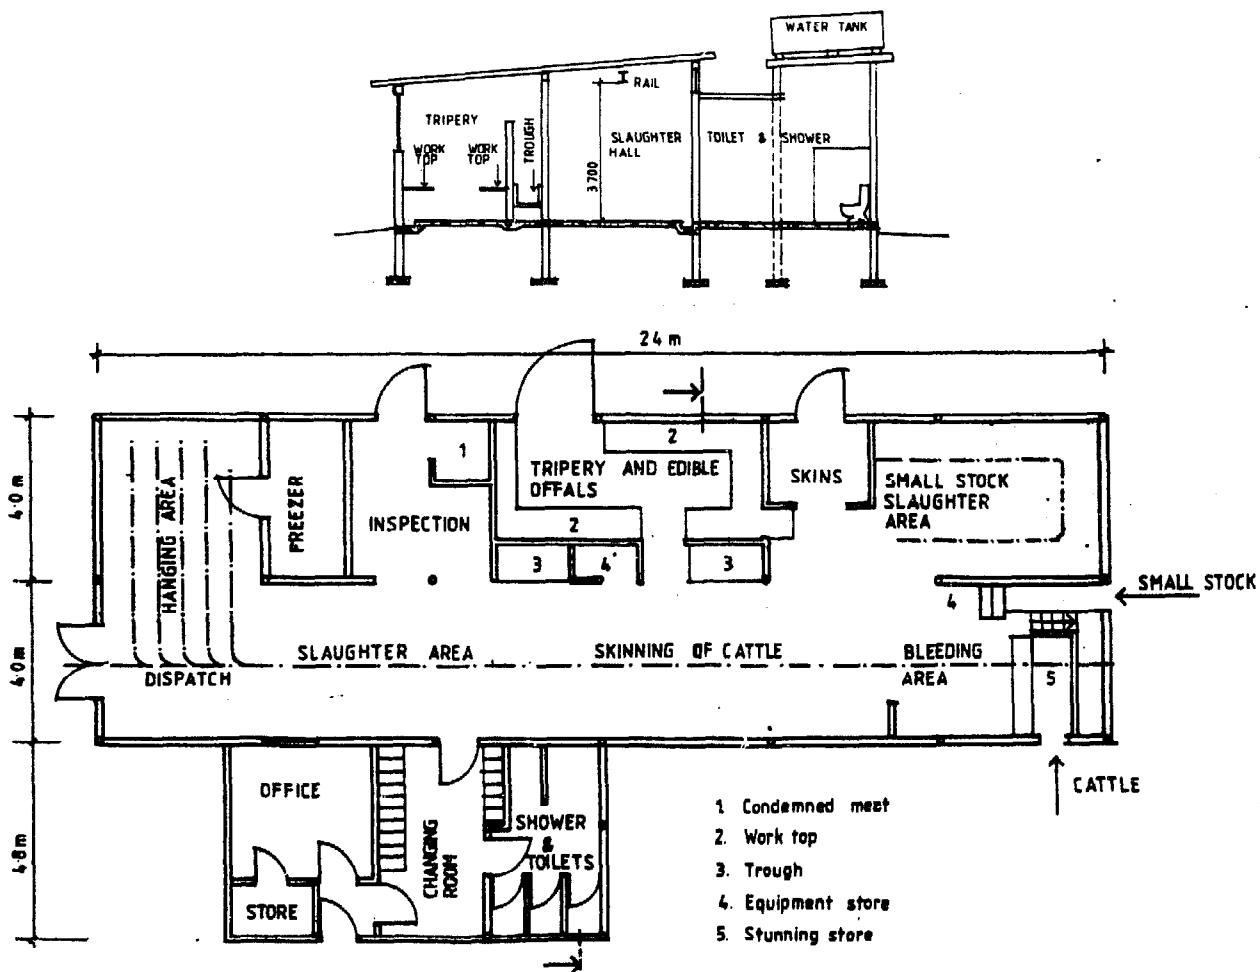 WATER TANK
RAIL
TRIPERY
WORK TOP
WORK TOP
TROUGH
SLAUGHTER HALL
TOILET & SHOWER
3700
24 m
4·0m
4·0m
4·8m
HANGING AREA
FREEZER
INSPECTION
1
TRIPERY AND EDIBLE
OFFALS
2
2
3
4
3
SKINS
SMALL STOCK
SLAUGHTER
AREA
4
SMALL STOCK
SLAUGHTER AREA
SKINNING OF CATTLE
BLEEDING
AREA
5
DISPATCH
CATTLE
OFFICE
STORE
CHANGING
ROOM
SHOWER
&
TOILETS
1 Condemned meat
2. Work top
3. Trough
4. Equipment store
5. Stunning store